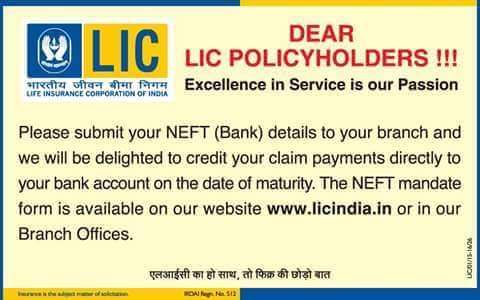 LIC
भारतीय जीवन बीमा निगम
LIFE INSURANCE CORPORATION OF INDIA
DEAR
LIC POLICYHOLDERS !!!
Excellence in Service is our Passion
Please submit your NEFT (Bank) details to your branch and
we will be delighted to credit your claim payments directly to
your bank account on the date of maturity. The NEFT mandate
form is available on our website www.licindia.in or in our
Branch Offices.
एलआईसी का हो साथ, तो फिक्र की छोड़ो बात
LIC/01/15-16/26
Insurance is the subject matter of solicitation.
IRDAI Regn. No. 512